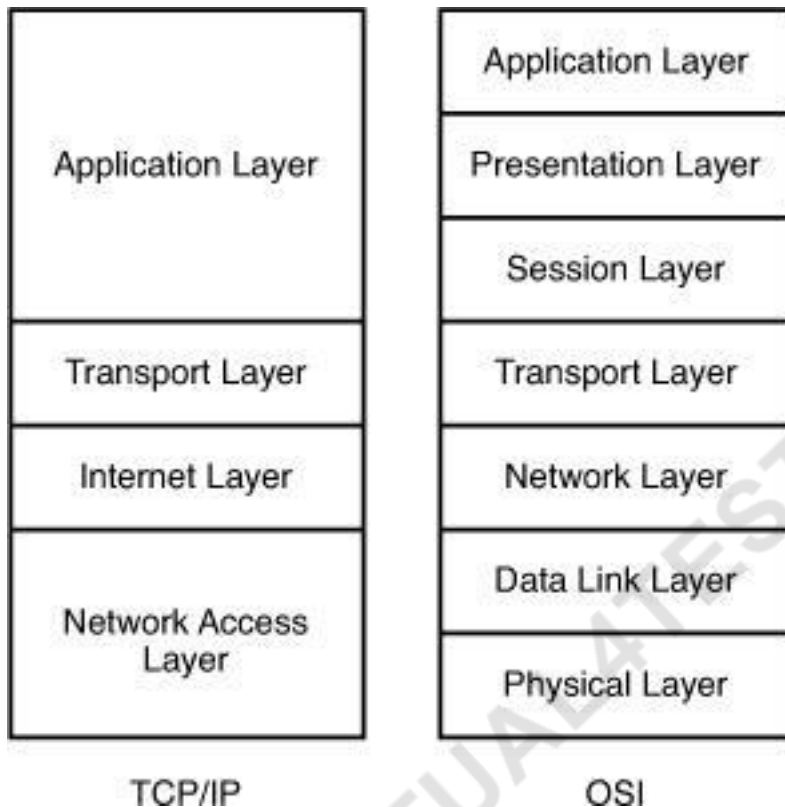 Application Layer
Transport Layer
Internet Layer
Network Access
Layer
TCP/IP
Application Layer
Presentation Layer
Session Layer
Transport Layer
Network Layer
Data Link Layer
Physical Layer
OSI